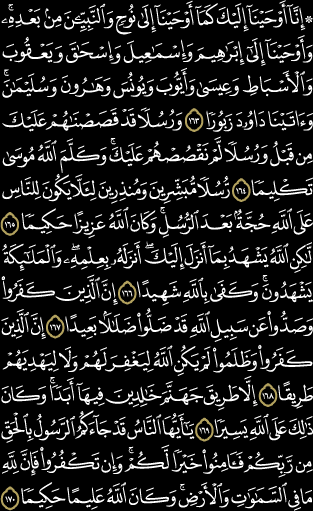 ۞ إِنَّآ أَوْحَيْنَآ إِلَيْكَ كَمَآ أَوْحَيْنَآ إِلَىٰ نُوحٍ وَٱلنَّبِيِّـۧنَ مِنۢ بَعْدِهِۦۚ
وَأَوْحَيْنَآ إِلَىٰٓ إِبْرَٰهِيمَ وَإِسْمَٰعِيلَ وَإِسْحَٰقَ وَيَعْقُوبَ
وَٱلْأَسْبَاطِ وَعِيسَىٰ وَأَيُّوبَ وَيُونُسَ وَهَٰرُونَ وَسُلَيْمَٰنَۚ
وَءَاتَيْنَا دَاوُۥدَ زَبُورًا ١٦٣ وَرُسُلًا قَدْ قَصَصْنَٰهُمْ عَلَيْكَ
مِن قَبْلُ وَرُسُلًا لَّمْ نَقْصُصْهُمْ عَلَيْكَۚ وَكَلَّمَ ٱللَّهُ مُوسَىٰ
تَكْلِيمًا ١٦٤ رُّسُلًا مُّبَشِّرِينَ وَمُنذِرِينَ لِئَلَّا يَكُونَ لِلنَّاسِ
عَلَى ٱللَّهِ حُجَّةٌۢ بَعْدَ ٱلرُّسُلِۚ وَكَانَ ٱللَّهُ عَزِيزًا حَكِيمًا ١٦٥
لَّٰكِنِ ٱللَّهُ يَشْهَدُ بِمَآ أَنزَلَ إِلَيْكَۖ أَنزَلَهُۥ بِعِلْمِهِۦۖ وَٱلْمَلَٰٓئِكَةُ
يَشْهَدُونَۚ وَكَفَىٰ بِٱللَّهِ شَهِيدًا ١٦٦ إِنَّ ٱلَّذِينَ كَفَرُوا۟
وَصَدُّوا۟ عَن سَبِيلِ ٱللَّهِ قَدْ ضَلُّوا۟ ضَلَٰلًۢا بَعِيدًا ١٦٧ إِنَّ ٱلَّذِينَ
كَفَرُوا۟ وَظَلَمُوا۟ لَمْ يَكُنِ ٱللَّهُ لِيَغْفِرَ لَهُمْ وَلَا لِيَهْدِيَهُمْ
طَرِيقًا ١٦٨ إِلَّا طَرِيقَ جَهَنَّمَ خَٰلِدِينَ فِيهَآ أَبَدًاۚ وَكَانَ
ذَٰلِكَ عَلَى ٱللَّهِ يَسِيرًا ١٦٩ يَٰٓأَيُّهَا ٱلنَّاسُ قَدْ جَآءَكُمُ ٱلرَّسُولُ بِٱلْحَقِّ
مِن رَّبِّكُمْ فَـَٔامِنُوا۟ خَيْرًا لَّكُمْۚ وَإِن تَكْفُرُوا۟ فَإِنَّ لِلَّهِ
مَا فِى ٱلسَّمَٰوَٰتِ وَٱلْأَرْضِۚ وَكَانَ ٱللَّهُ عَلِيمًا حَكِيمًا ١٧٠